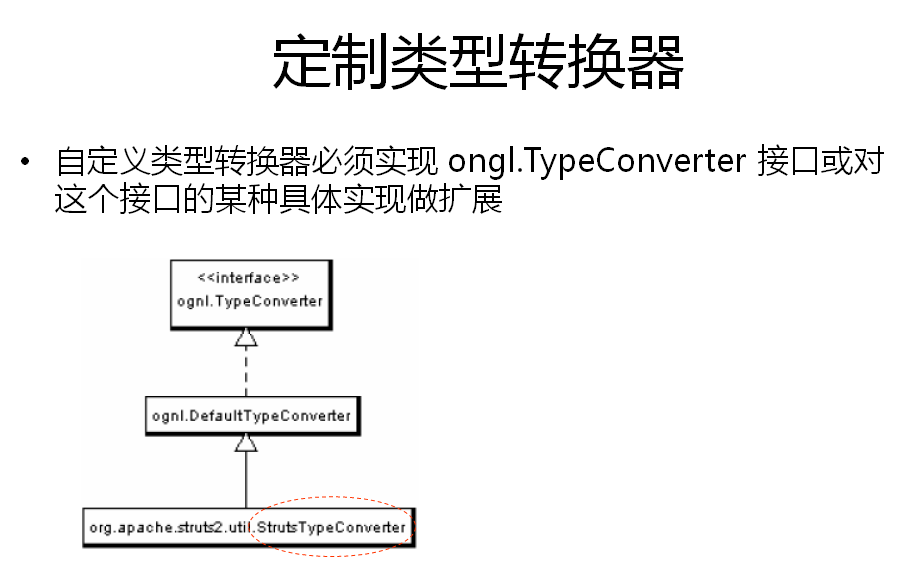 定制类型转换器
• 自定义类型转换器必须实现 ongl.TypeConverter 接口或对
这个接口的某种具体实现做扩展
<<interface>>
ognl.TypeConverter
ognl.DefaultTypeConverter
org.apache.struts2.util.StrutsTypeConverter